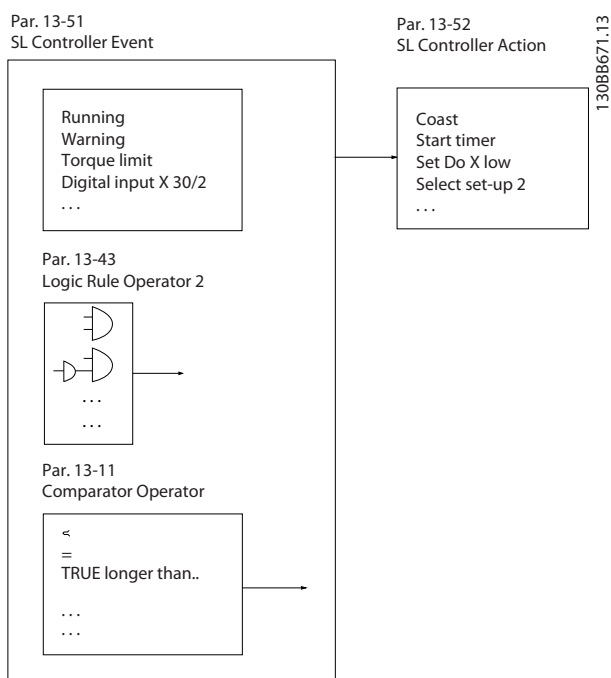 Par. 13-51
SL Controller Event
Par. 13-52
SL Controller Action
130BB671.13
Running
Warning
Torque limit
Digital input X 30/2
. . .
Coast
Start timer
Set Do X low
Select set-up 2
. . .
Par. 13-43
Logic Rule Operator 2
. . .
. . .
Par. 13-11
Comparator Operator
=
TRUE longer than..
. . .
. . .